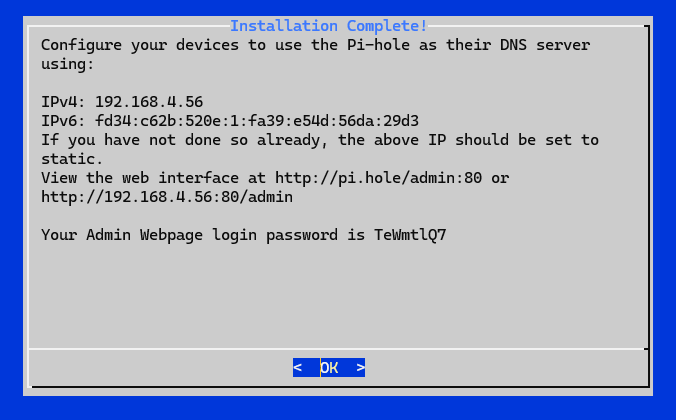 Installation Complete!
Configure your devices to use the Pi-hole as their DNS server
using:
IPv4: 192.168.4.56
IPv6: fd34:c62b:520e:1:fa39:e54d:56da:29d3
If you have not done so already, the above IP should be set to
static.
View the web interface at http://pi.hole/admin:80 or
http://192.168.4.56:80/admin
Your Admin Webpage login password is TeWmtlQ7
< OK >